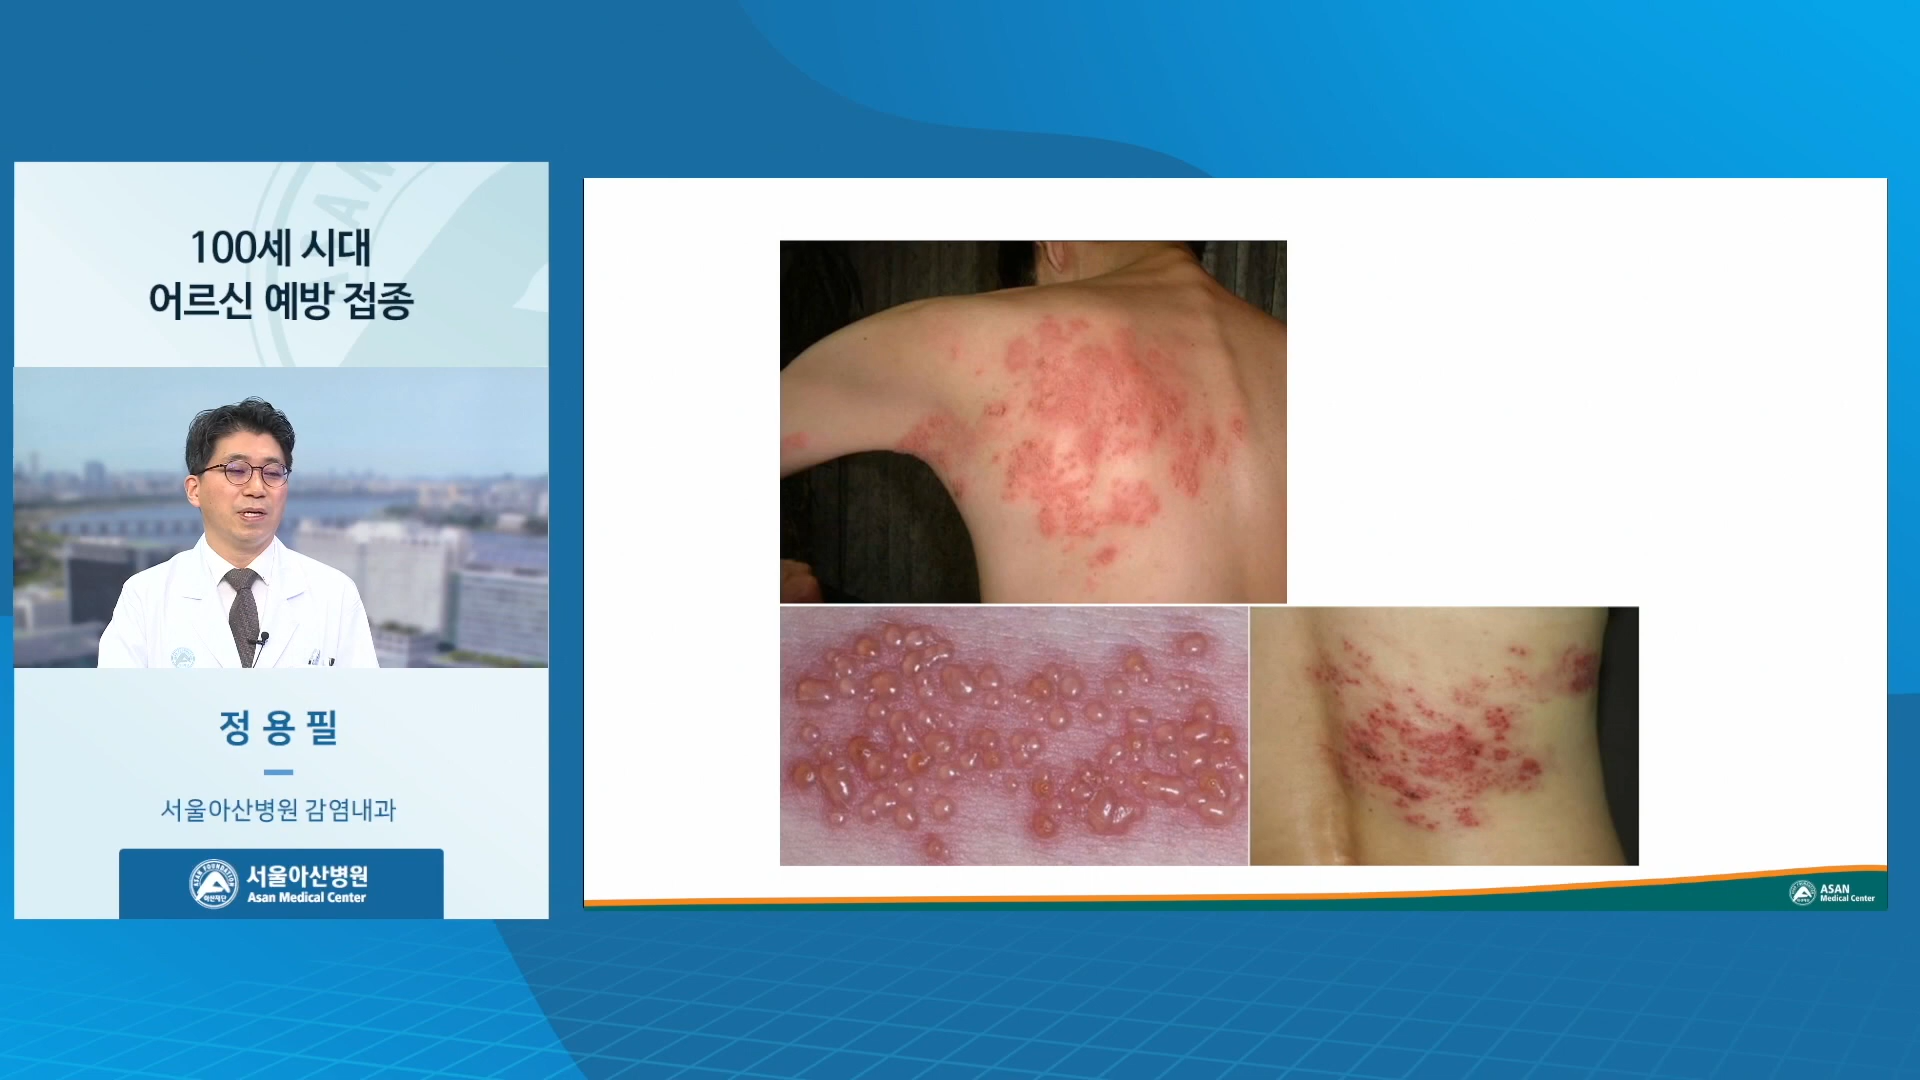 100세 시대
어르신 예방 접종
정용필
서울아산병원 감염내과
서울아산병원
Asan Medical Center
ASAN
Medical Center